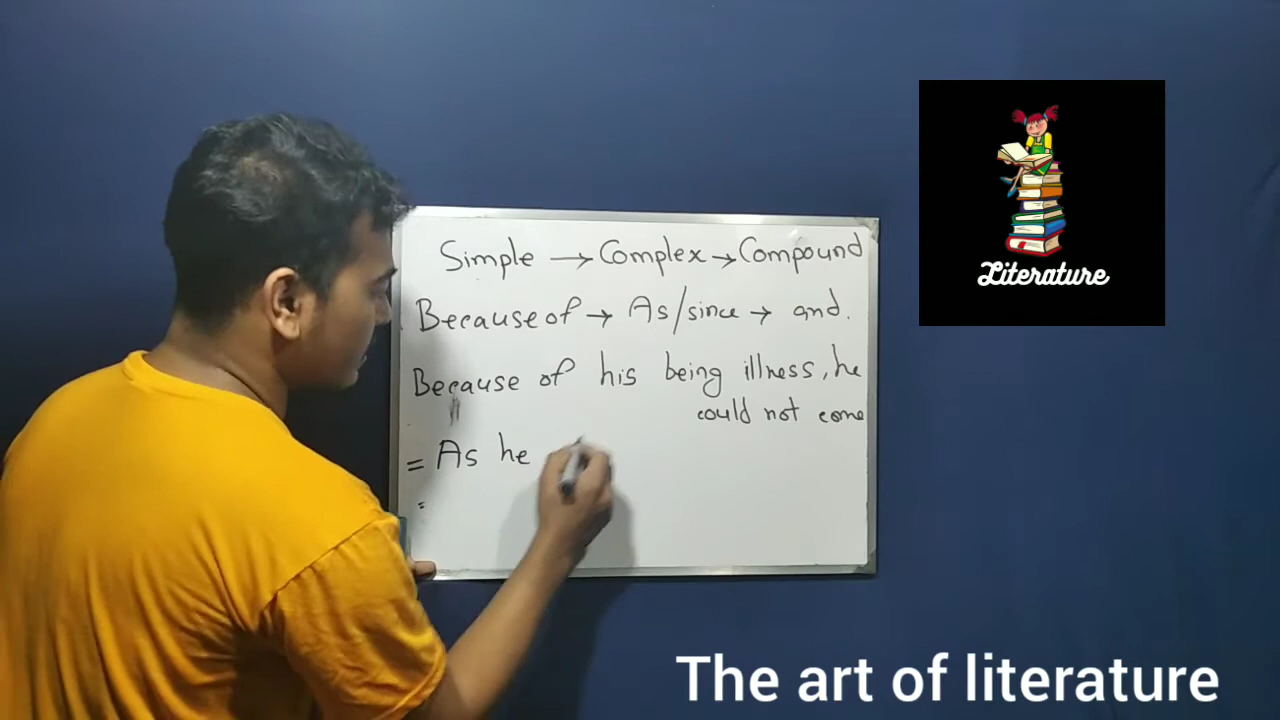 Simple → Complex → Compound
Because of → As/since → and.
Because of his being illness, he
could not come
= As he
=
Literature
The art of literature